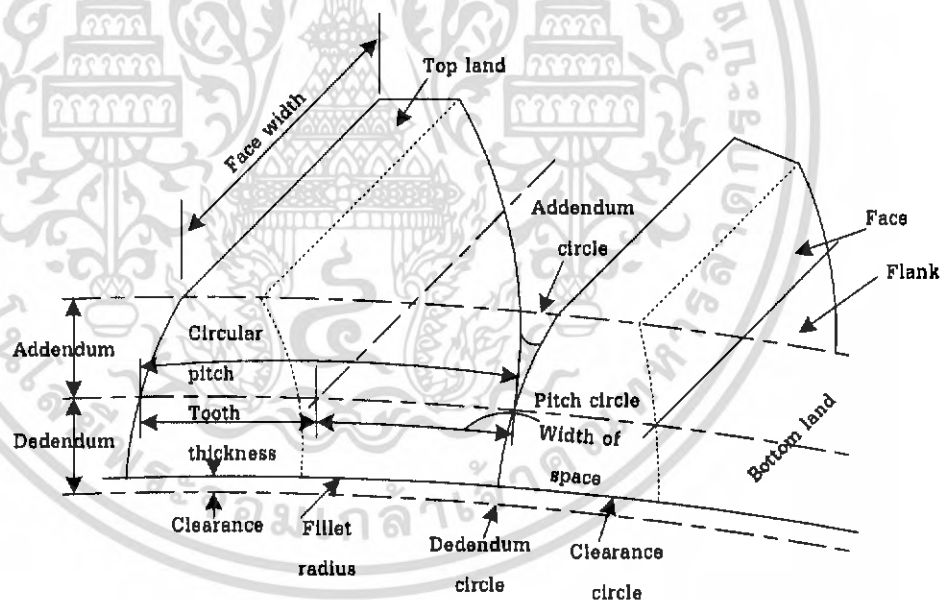 Top land
Face width
Addendum
circle
Face
Flank
Circular
pitch
Addendum
Pitch circle
Tooth
thickness
Dedendum
Width of
space
Bottom land
Clearance
Fillet
radius
Dedendum
circle
Clearance
circle